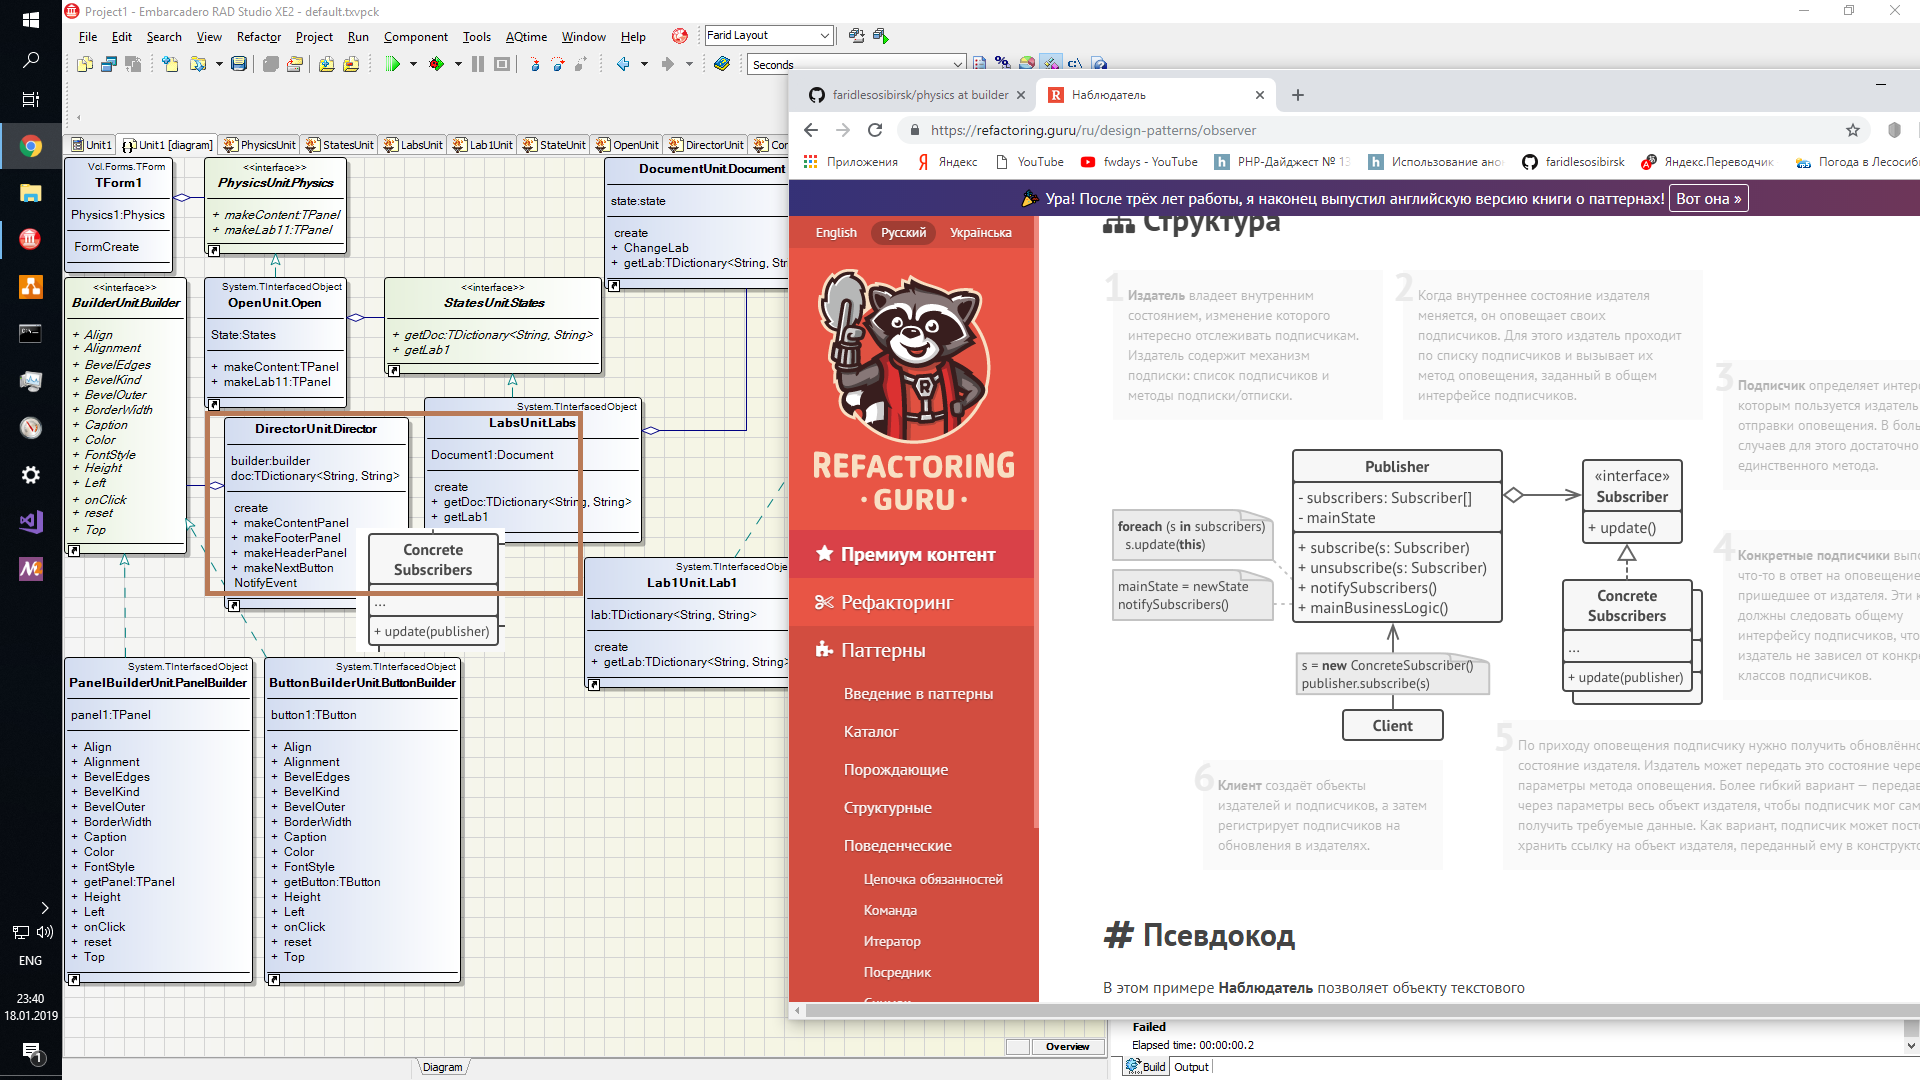 Project1 - Embarcadero RAD Studio XE2 - default.txvpck
File Edit Search View Refactor Project Run Component Tools AQtime Window Help
Farid Layout
Seconds
Unit1 Unit1 [diagram] PhysicsUnit StatesUnit LabsUnit Lab1Unit StateUnit OpenUnit DirectorUnit
Vcl.Forms.TForm
TForm1
Physics1:Physics
FormCreate
<<interface>>
PhysicsUnit.Physics
+ makeContent:TPanel
+ makeLab11:TPanel
DocumentUnit.Document
state:state
create
+ ChangeLab
+ getLab:TDictionary<String, Str
<<interface>>
BuilderUnit.Builder
+ Align
+ Alignment
+ BevelEdges
+ BevelKind
+ BevelOuter
+ BorderWidth
+ Caption
+ Color
+ FontStyle
+ Height
+ Left
+ onClick
+ reset
+ Top
System.TInterfacedObject
OpenUnit.Open
State:States
+ makeContent:TPanel
+ makeLab11:TPanel
<<interface>>
StatesUnit.States
+ getDoc:TDictionary<String, String>
+ getLab1
DirectorUnit.Director
builder:builder
doc:TDictionary<String, String>
create
+ makeContentPanel
+ makeFooterPanel
+ makeHeaderPanel
+ makeNextButton
NotifyEvent
System.TInterfacedObject
LabsUnit.Labs
Document1:Document
create
+ getDoc:TDictionary<String, String>
+ getLab1
Concrete
Subscribers
...
+ update(publisher)
System.TInterfacedObje
Lab1Unit.Lab1
lab:TDictionary<String, String>
create
+ getLab:TDictionary<String, String>
System.TInterfacedObject
PanelBuilderUnit.PanelBuilder
panel1:TPanel
+ Align
+ Alignment
+ BevelEdges
+ BevelKind
+ BevelOuter
+ BorderWidth
+ Caption
+ Color
+ FontStyle
+ getPanel:TPanel
+ Height
+ Left
+ onClick
+ reset
+ Top
System.TInterfacedObject
ButtonBuilderUnit.ButtonBuilder
button1:TButton
+ Align
+ Alignment
+ BevelEdges
+ BevelKind
+ BevelOuter
+ BorderWidth
+ Caption
+ Color
+ FontStyle
+ getButton:TButton
+ Height
+ Left
+ onClick
+ reset
+ Top
Overview
Diagram
ENG
23:40
18.01.2019
1
faridlesosibirsk/physics at builder
Наблюдатель
https://refactoring.guru/ru/design-patterns/observer
Приложения Яндекс YouTube fwdays - YouTube PHP-Дайджест № 13 Использование анон faridlesosibirsk Яндекс.Переводчик Погода в Лесосиби
Ура! После трёх лет работы, я наконец выпустил английскую версию книги о паттернах! Вот она »
English Русский Українська
REFACTORING
· GURU ·
Премиум контент
Рефакторинг
Паттерны
Введение в паттерны
Каталог
Порождающие
Структурные
Поведенческие
Цепочка обязанностей
Команда
Итератор
Посредник
Структура
1
Издатель владеет внутренним
состоянием, изменение которого
интересно отслеживать подписчикам.
Издатель содержит механизм
подписки: список подписчиков и
методы подписки/отписки.
2
Когда внутреннее состояние издателя
меняется, он оповещает своих
подписчиков. Для этого издатель проходит
по списку подписчиков и вызывает их
метод оповещения, заданный в общем
интерфейсе подписчиков.
3
Подписчик определяет интер
которым пользуется издатель
отправки оповещения. В боль
случаев для этого достаточно
единственного метода.
Publisher
- subscribers: Subscriber[]
- mainState
+ subscribe(s: Subscriber)
+ unsubscribe(s: Subscriber)
+ notifySubscribers()
+ mainBusinessLogic()
«interface»
Subscriber
+ update()
foreach (s in subscribers)
s.update(this)
mainState = newState
notifySubscribers()
Concrete
Subscribers
...
+ update(publisher)
s = new ConcreteSubscriber()
publisher.subscribe(s)
Client
4
Конкретные подписчики выпо
что-то в ответ на оповещение
пришедшее от издателя. Эти к
должны следовать общему
интерфейсу подписчиков, что
издатель не зависел от конкре
классов подписчиков.
5
По приходу оповещения подписчику нужно получить обновлённо
состояние издателя. Издатель может передать это состояние чере
параметры метода оповещения. Более гибкий вариант — передав
через параметры весь объект издателя, чтобы подписчик мог сам
получить требуемые данные. Как вариант, подписчик может пост
хранить ссылку на объект издателя, переданный ему в конструкто
6
Клиент создаёт объекты
издателей и подписчиков, а затем
регистрирует подписчиков на
обновления в издателях.
# Псевдокод
В этом примере Наблюдатель позволяет объекту текстового
Failed
Elapsed time: 00:00:00.2
Build Output